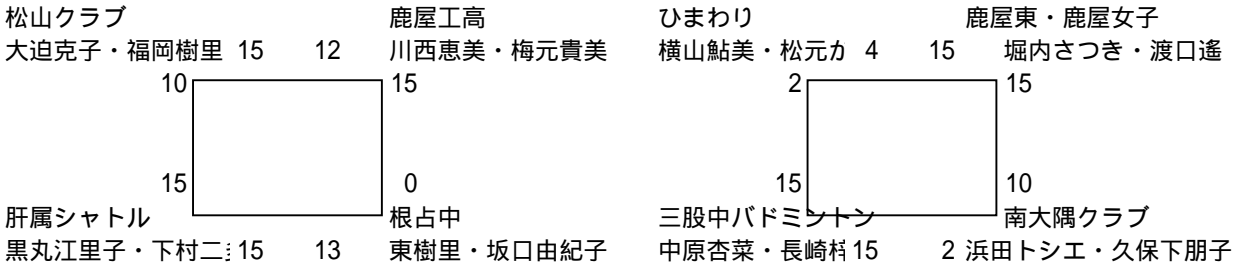 松山クラブ 鹿屋工高 ひまわり 鹿屋東・鹿屋女子
大迫克子・福岡樹里 15 12 川西恵美・梅元貴美 横山鮎美・松元か 4 15 堀内さつき・渡口遙
10 15 2 15
15 0 15 10
肝属シャトル 根占中 三股中バドミントン 南大隅クラブ
黒丸江里子・下村二 15 13 東樹里・坂口由紀子 中原杏菜・長崎 15 2 浜田トシエ・久保下朋子